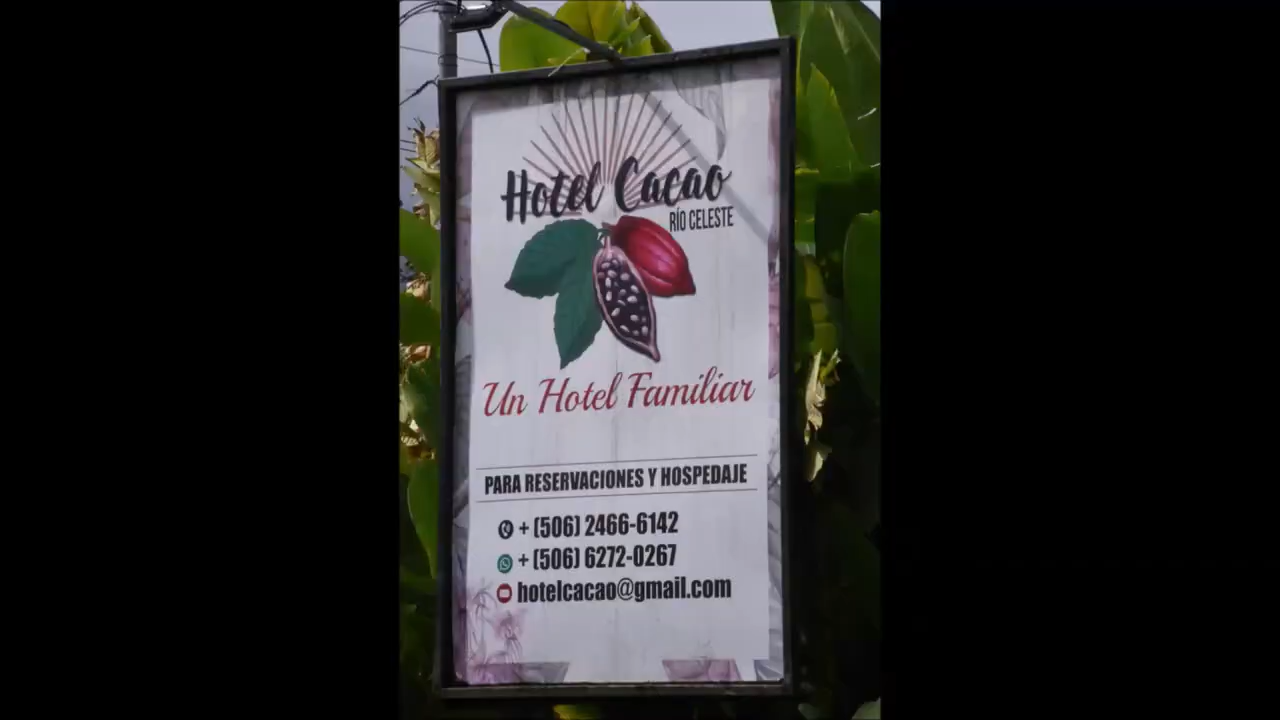 Hotel Cacao
RÍO CELESTE
Un Hotel Familiar
PARA RESERVACIONES Y HOSPEDAJE
+ (506) 2466-6142
+ (506) 6272-0267
hotelcacao@gmail.com